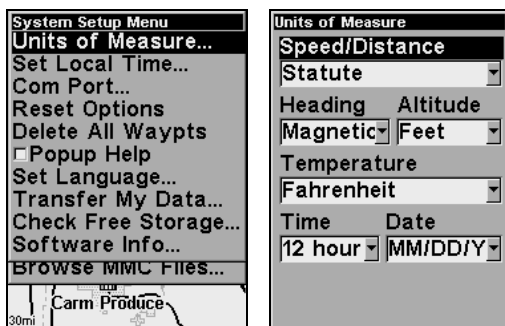 System Setup Menu
Units of Measure...
Set Local Time...
Com Port...
Reset Options
Delete All Waypts
Popup Help
Set Language...
Transfer My Data...
Check Free Storage...
Software Info...
Browse MMC Files...
Carm Produce
30mi
Units of Measure
Speed/Distance
Statute
Heading Altitude
Magnetic Feet
Temperature
Fahrenheit
Time Date
12 hour MM/DD/Y